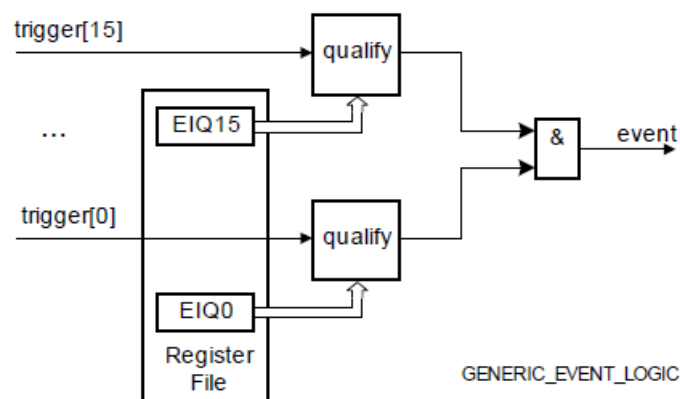 trigger[15]
qualify
EIQ15
...
&
event
trigger[0]
qualify
EIQ0
Register
File
GENERIC_EVENT_LOGIC